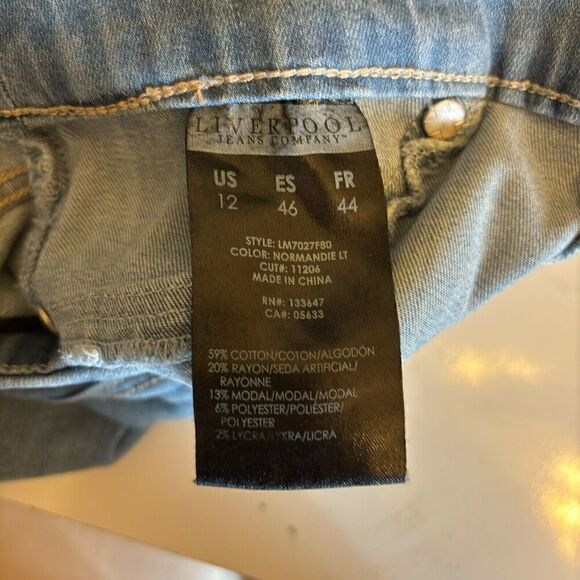 LIVERPOOL
JEANS COMPANY™
US ES FR
12 46 44
STYLE: LM7027F80
COLOR: NORMANDIE LT
CUT#: 11206
MADE IN CHINA
RN#: 133647
CA#: 05633
59% COTTON/COTON/ALGODÓN
20% RAYON/SEDA ARTIFICIAL/
RAYONNE
13% MODAL/MODAL/MODAL
6% POLYESTER/POLIÉSTER/
POLYESTER
2% LYCRA/LYKRA/LICRA